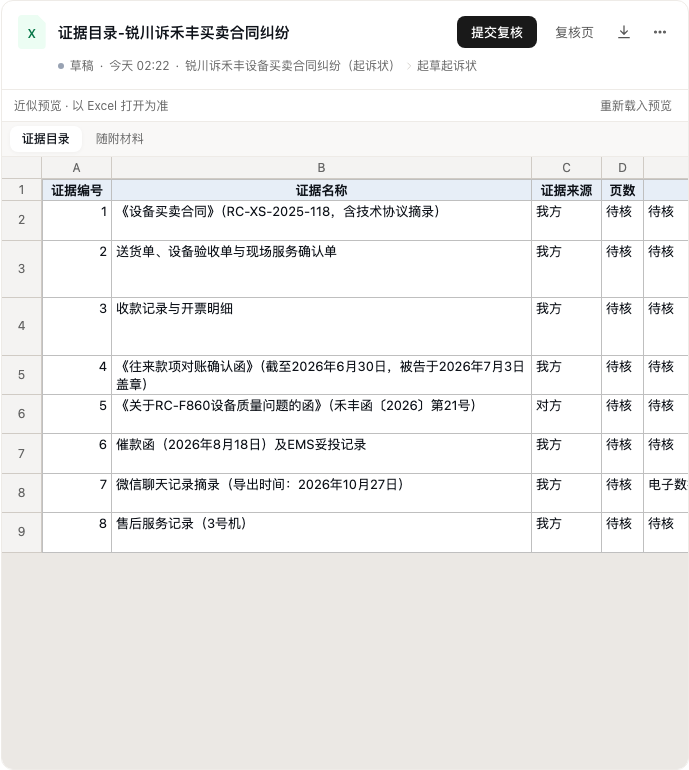 X
证据目录-锐川诉禾丰买卖合同纠纷
提交复核
复核页
草稿 · 今天 02:22 · 锐川诉禾丰设备买卖合同纠纷（起诉状） › 起草起诉状
近似预览 · 以 Excel 打开为准
重新载入预览
证据目录 随附材料
A B C D
1 证据编号 证据名称 证据来源 页数
2 1 《设备买卖合同》（RC-XS-2025-118，含技术协议摘录） 我方 待核 待核
3 2 送货单、设备验收单与现场服务确认单 我方 待核 待核
4 3 收款记录与开票明细 我方 待核 待核
5 4 《往来款项对账确认函》（截至2026年6月30日，被告于2026年7月3日 我方 待核 待核
盖章）
6 5 《关于RC-F860设备质量问题的函》（禾丰函〔2026〕第21号） 对方 待核 待核
7 6 催款函（2026年8月18日）及EMS妥投记录 我方 待核 待核
8 7 微信聊天记录摘录（导出时间：2026年10月27日） 我方 待核 电子数
9 8 售后服务记录（3号机） 我方 待核 待核